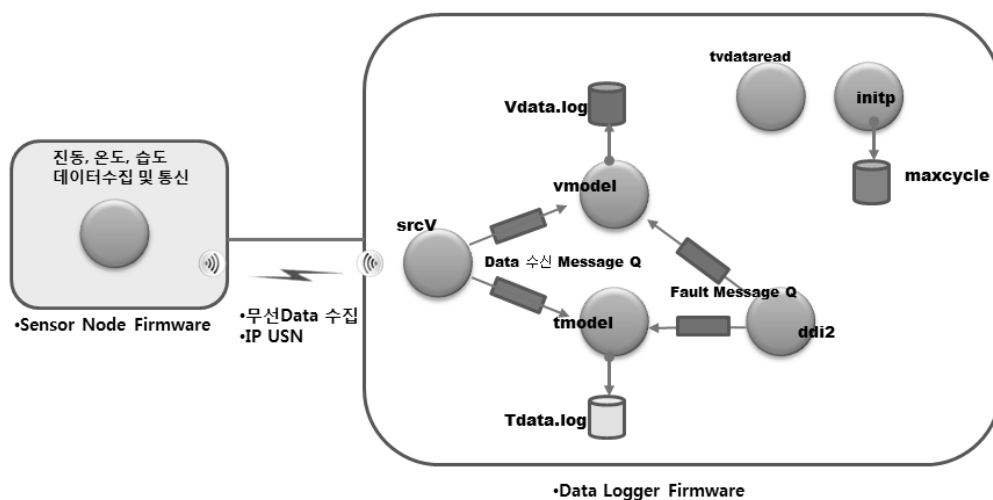 진동, 온도, 습도
데이터수집 및 통신
•Sensor Node Firmware
•무선Data 수집
•IP USN
srcV
Vdata.log
vmodel
Data 수신 Message Q
tmodel
Tdata.log
tvdataread
initp
maxcycle
Fault Message Q
ddi2
•Data Logger Firmware